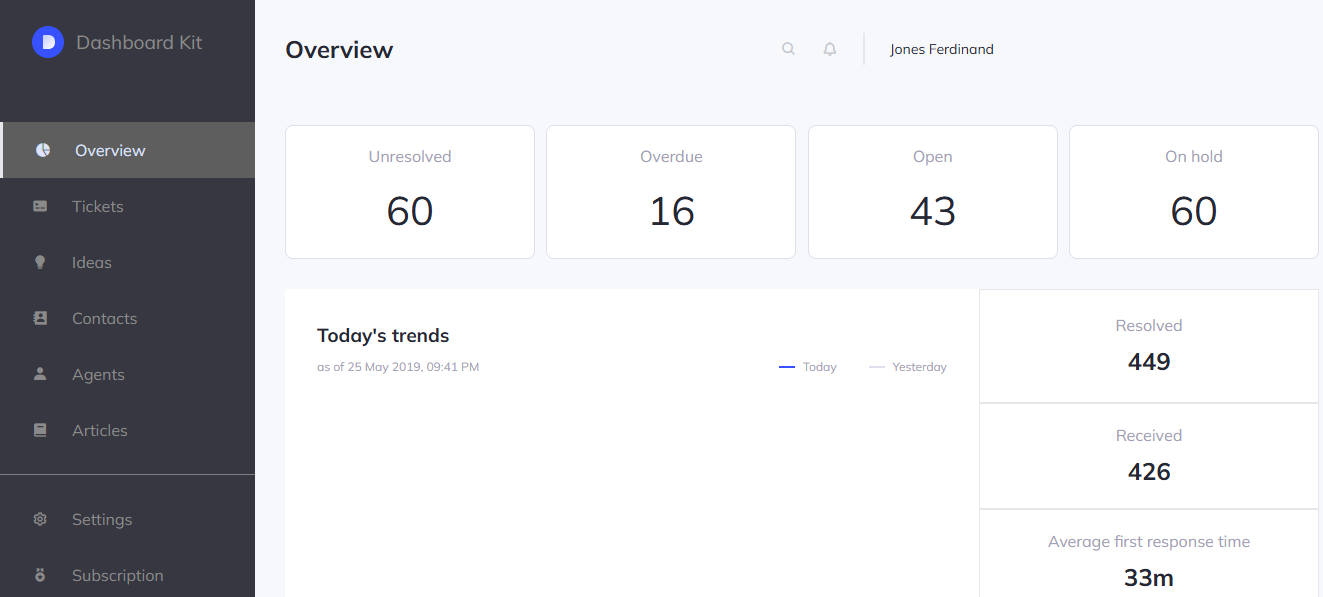 Dashboard Kit
Overview
Tickets
Ideas
Contacts
Agents
Articles
Settings
Subscription
Overview
Jones Ferdinand
Unresolved
60
Overdue
16
Open
43
On hold
60
Today's trends
as of 25 May 2019, 09:41 PM
Today
Yesterday
Resolved
449
Received
426
Average first response time
33m